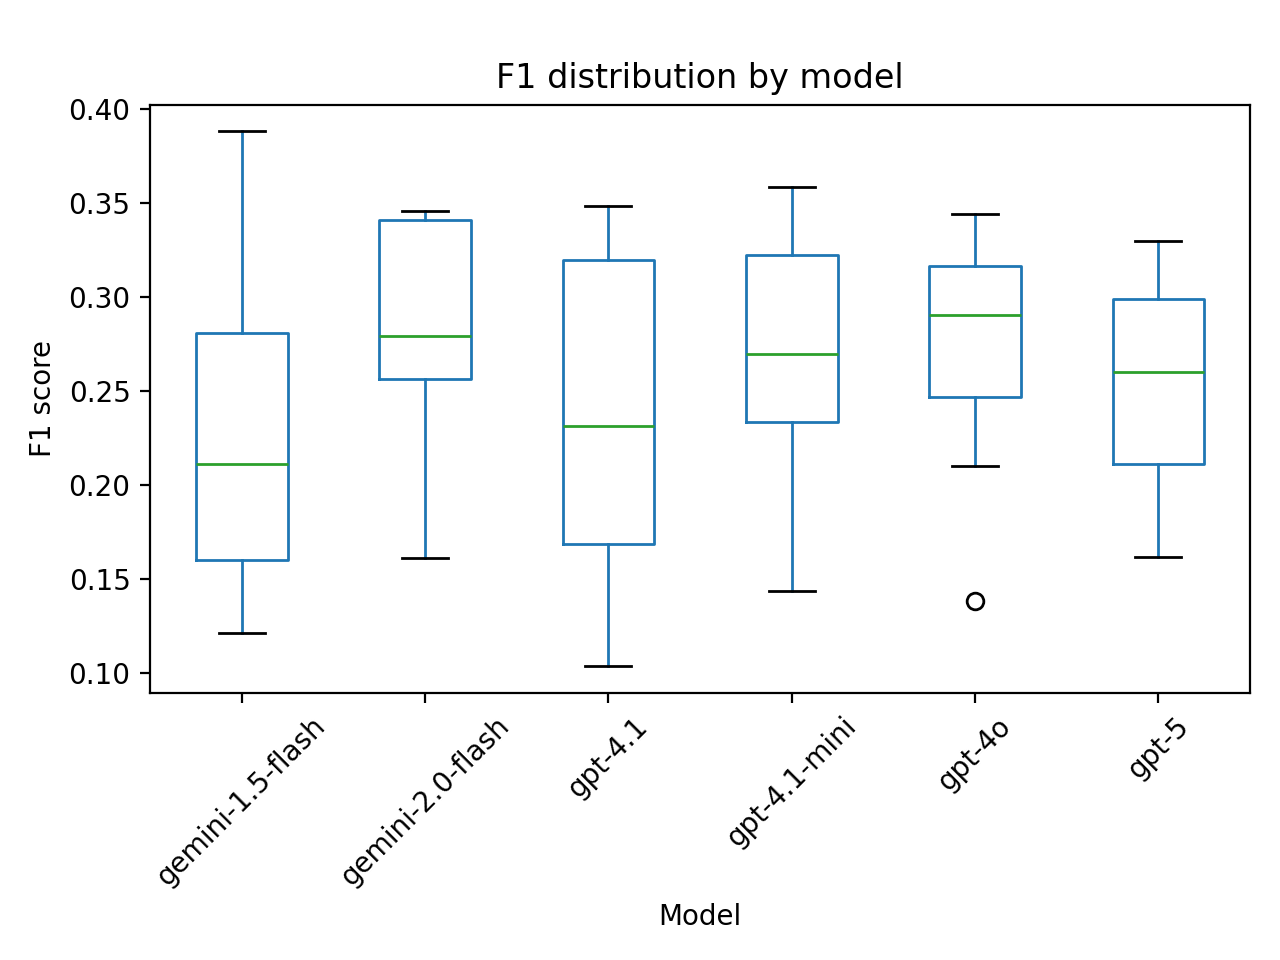 F1 distribution by model
0.40
0.35
0.30
0.25
0.20
0.15
0.10
F1 score
gemini-1.5-flash
gemini-2.0-flash
gpt-4.1
gpt-4.1-mini
gpt-4o
gpt-5
Model